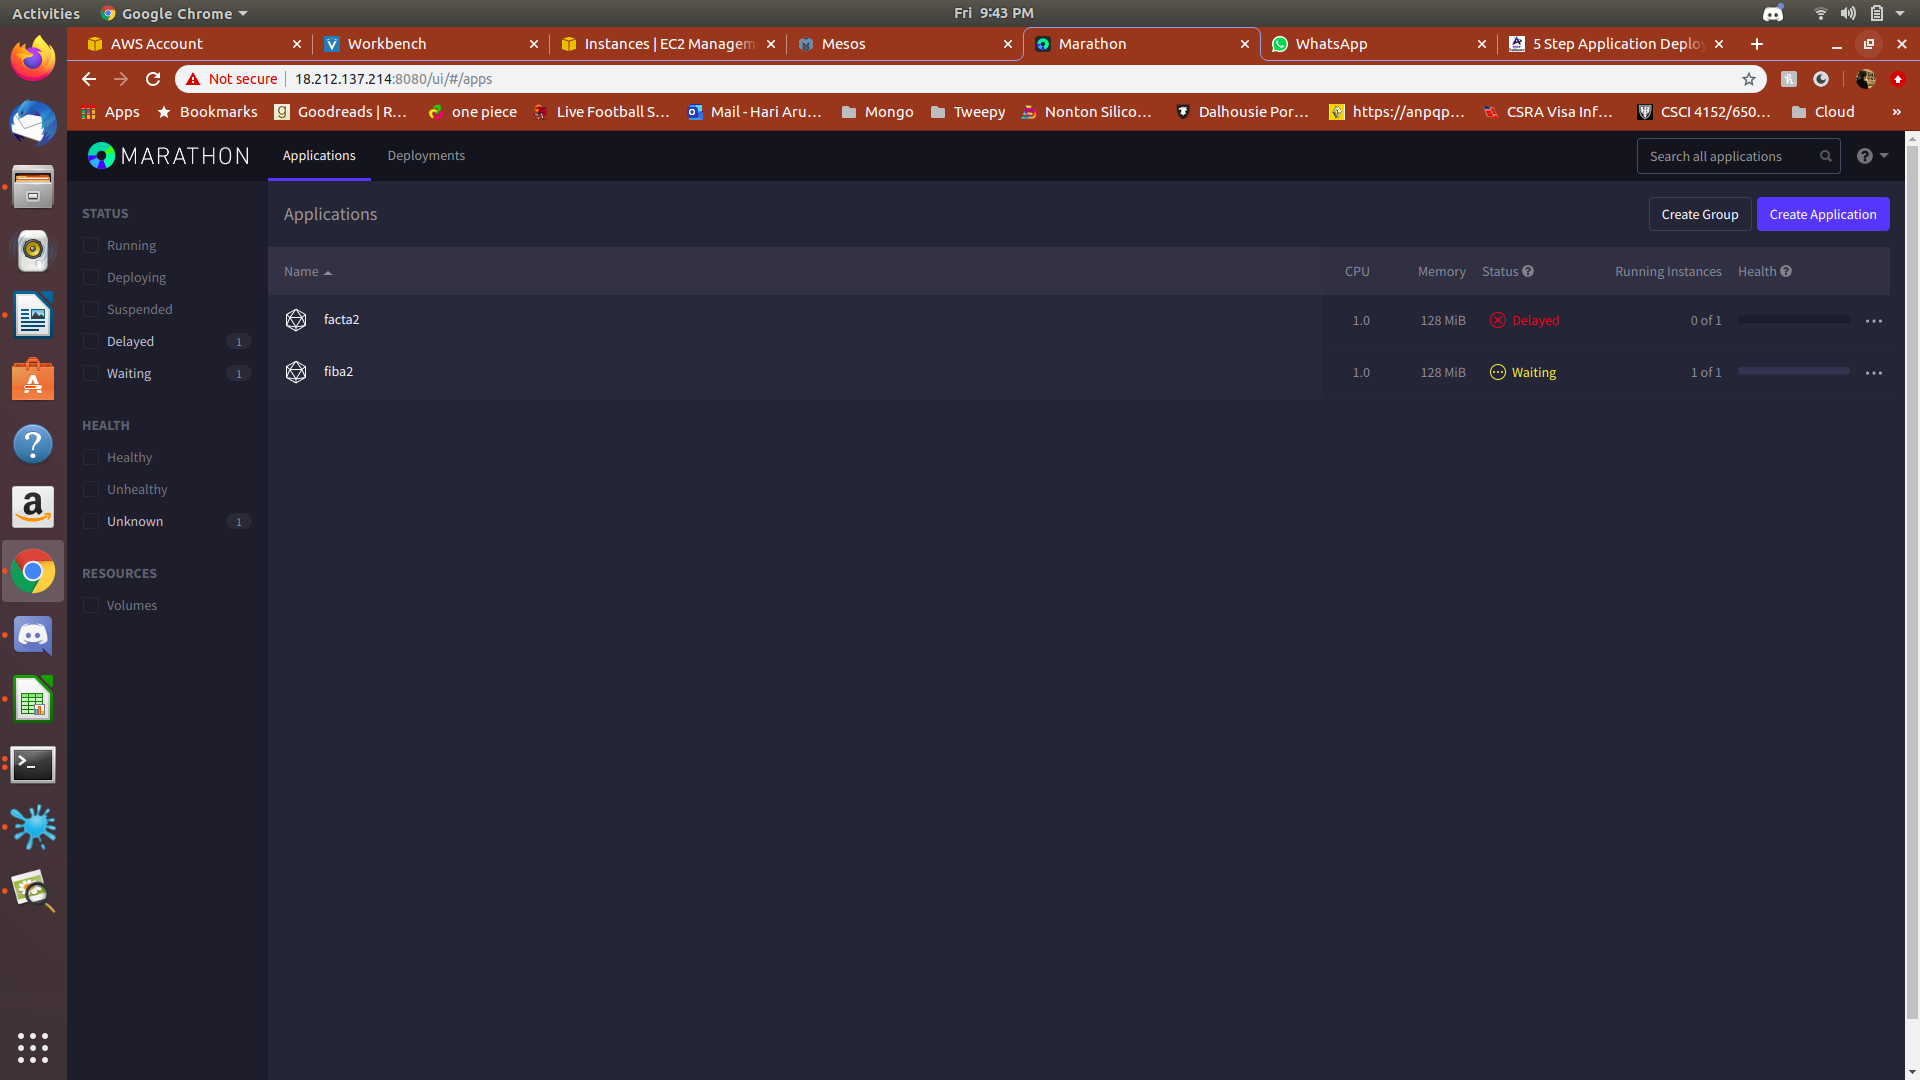 Activities Google Chrome Fri 9:43 PM
AWS Account Workbench Instances | EC2 Managem Mesos Marathon WhatsApp 5 Step Application Deplo
Not secure 18.212.137.214:8080/ui/#/apps
Apps Bookmarks Goodreads | R... one piece Live Football S... Mail - Hari Aru... Mongo Tweepy Nonton Silico... Dalhousie Por... https://anpqp... CSRA Visa Inf... CSCI 4152/650... Cloud »
MARATHON Applications Deployments Search all applications
STATUS
Running
Deploying
Suspended
Delayed 1
Waiting 1
HEALTH
Healthy
Unhealthy
Unknown 1
RESOURCES
Volumes
Applications Create Group Create Application
Name CPU Memory Status Running Instances Health
facta2 1.0 128 MiB Delayed 0 of 1
fiba2 1.0 128 MiB Waiting 1 of 1